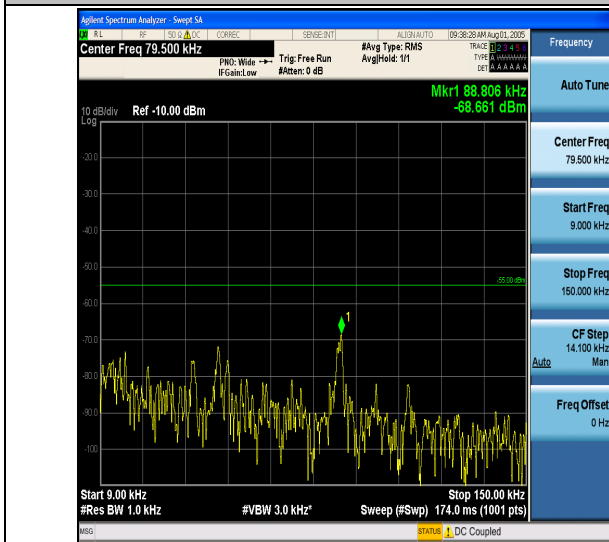 Agilent Spectrum Analyzer - Swept SA
RL RF 50 Ω DC CORREC SENSE:INT ALIGN AUTO 09:38:28 AM Aug 01, 2005
Center Freq 79.500 kHz
PNO: Wide
IFGain:Low
Trig: Free Run
#Atten: 0 dB
#Avg Type: RMS
Avg|Hold: 1/1
TRACE 1 2 3 4 5 6
TYPE A
DET A A A A A A
Mkr1 88.806 kHz
-68.661 dBm
10 dB/div Ref -10.00 dBm
Log
-20.0
-30.0
-40.0
-50.0
-55.00 dBm
-60.0
1
-70.0
-80.0
-90.0
-100
Start 9.00 kHz Stop 150.00 kHz
#Res BW 1.0 kHz #VBW 3.0 kHz* Sweep (#Swp) 174.0 ms (1001 pts)
MSG STATUS DC Coupled
Frequency
Auto Tune
Center Freq
79.500 kHz
Start Freq
9.000 kHz
Stop Freq
150.000 kHz
CF Step
14.100 kHz
Auto Man
Freq Offset
0 Hz